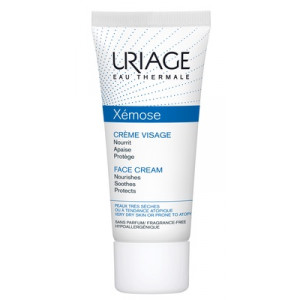 URIAGE
EAU THERMALE
Xémose
CRÈME VISAGE
Nourrit
Apaise
Protège
FACE CREAM
Nourishes
Soothes
Protects
PEAUX TRÈS SÈCHES
OU À TENDANCE ATOPIQUE
VERY DRY SKIN OR PRONE TO ATOPY
SANS PARFUM/FRAGRANCE-FREE
HYPOALLERGÉNIQUE